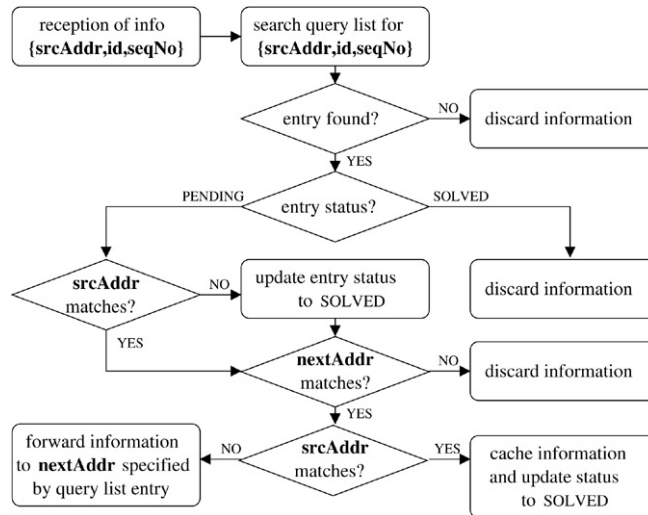 reception of info
{srcAddr,id,seqNo}
search query list for
{srcAddr,id,seqNo}
entry found?
NO
discard information
YES
PENDING
entry status?
SOLVED
srcAddr
matches?
NO
update entry status
to SOLVED
discard information
YES
nextAddr
matches?
NO
discard information
YES
forward information
to nextAddr specified
by query list entry
NO
srcAddr
matches?
YES
cache information
and update status
to SOLVED